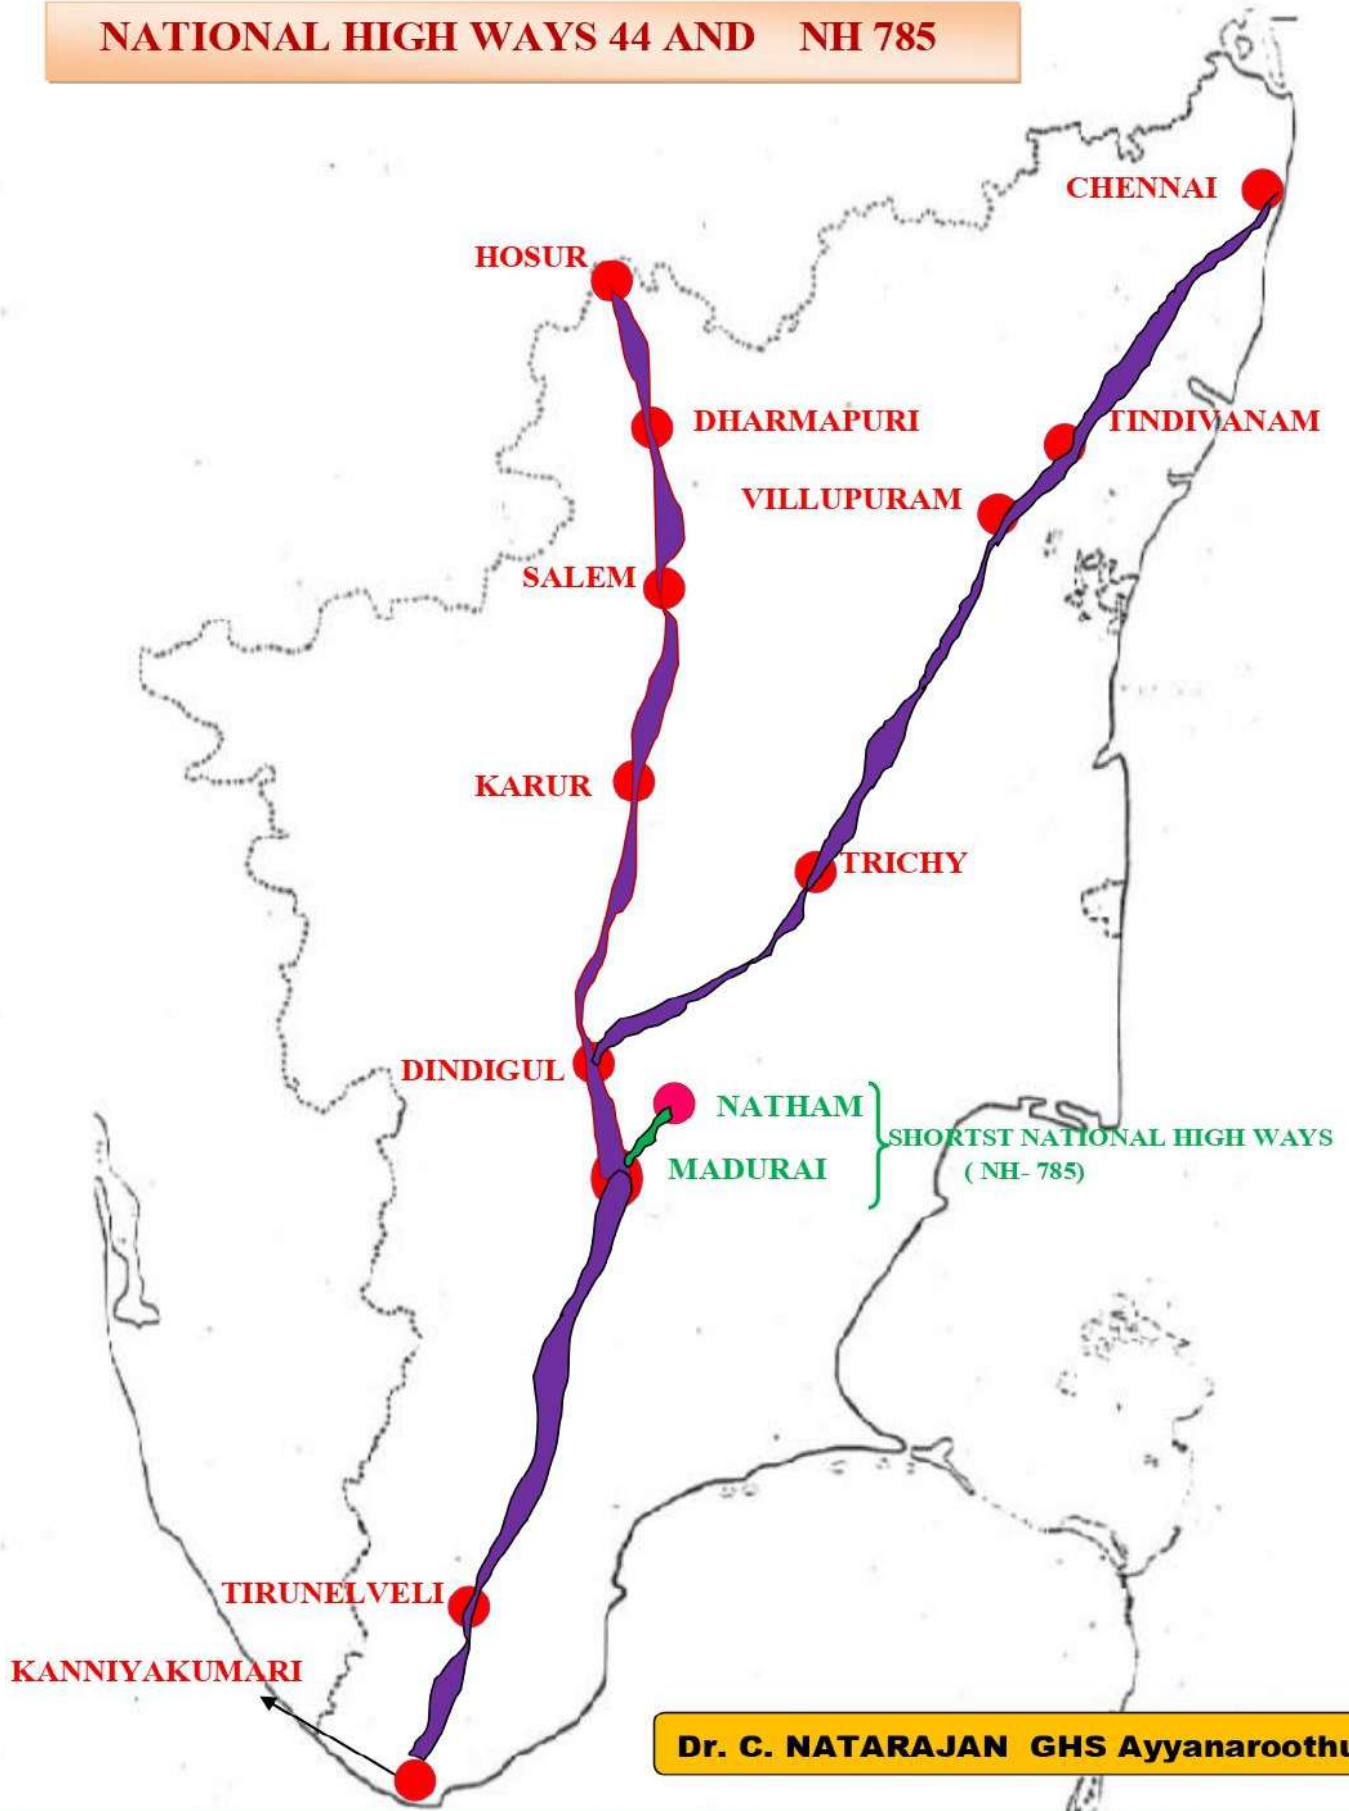 NATIONAL HIGH WAYS 44 AND NH 785
CHENNAI
HOSUR
DHARMAPURI
TINDIVANAM
VILLUPURAM
SALEM
KARUR
TRICHY
DINDIGUL
NATHAM
SHORTST NATIONAL HIGH WAYS
MADURAI
( NH- 785)
TIRUNELVELI
KANNIYAKUMARI
Dr. C. NATARAJAN GHS Ayyanaroothu